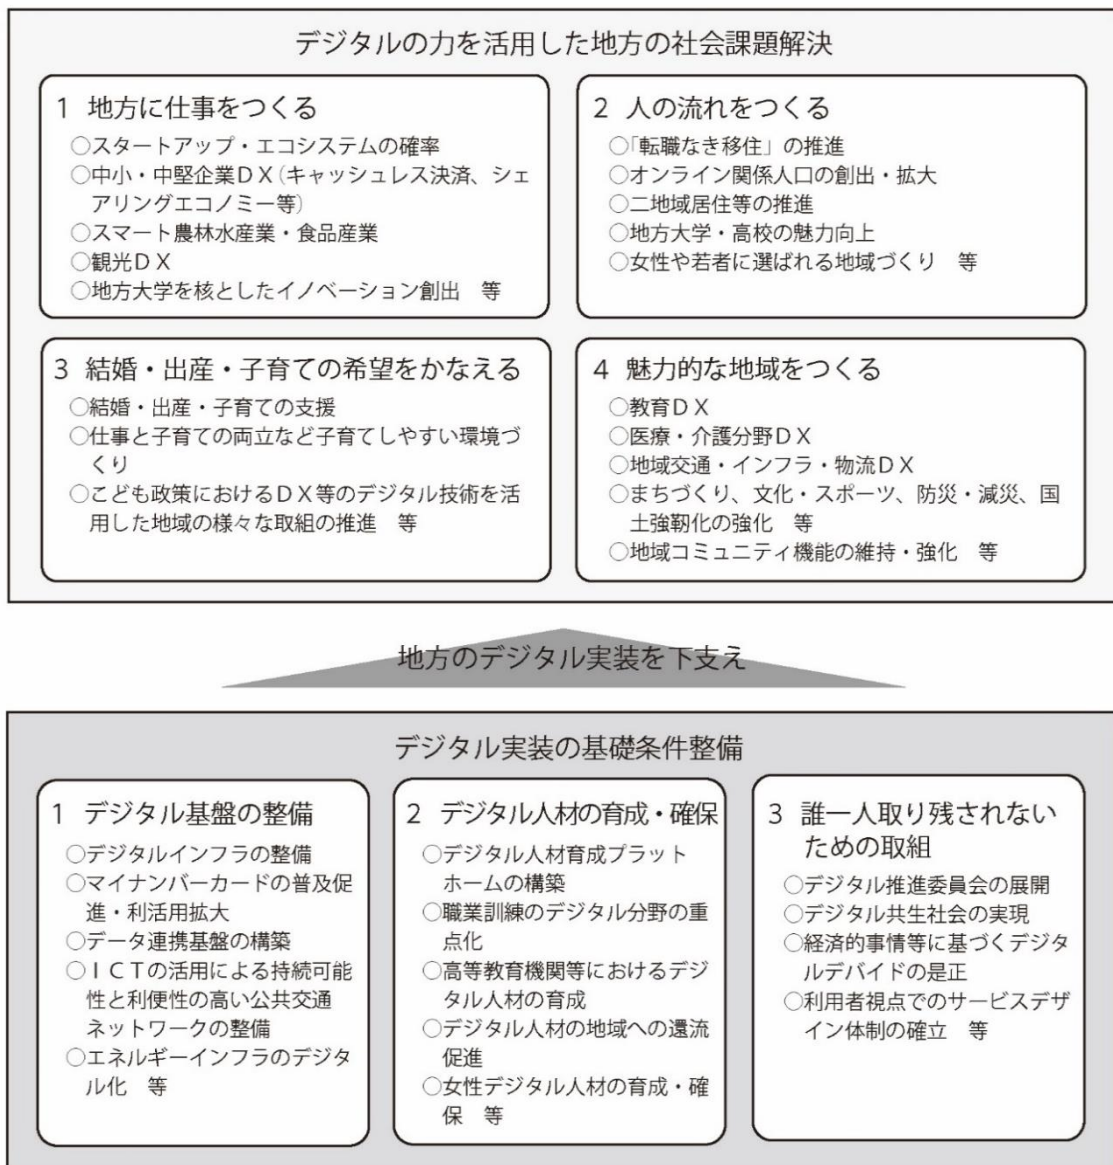 デジタルの力を活用した地方の社会課題解決
1 地方に仕事をつくる
○スタートアップ・エコシステムの確率
○中小・中堅企業ＤＸ(キャッシュレス決済、シェ
アリングエコノミー等)
○スマート農林水産業・食品産業
○観光ＤＸ
○地方大学を核としたイノベーション創出　等
2 人の流れをつくる
○「転職なき移住」の推進
○オンライン関係人口の創出・拡大
○二地域居住等の推進
○地方大学・高校の魅力向上
○女性や若者に選ばれる地域づくり　等
3 結婚・出産・子育ての希望をかなえる
○結婚・出産・子育ての支援
○仕事と子育ての両立など子育てしやすい環境づ
くり
○こども政策におけるＤＸ等のデジタル技術を活
用した地域の様々な取組の推進　等
4 魅力的な地域をつくる
○教育ＤＸ
○医療・介護分野ＤＸ
○地域交通・インフラ・物流ＤＸ
○まちづくり、文化・スポーツ、防災・減災、国
土強靭化の強化　等
○地域コミュニティ機能の維持・強化　等
地方のデジタル実装を下支え
デジタル実装の基礎条件整備
1 デジタル基盤の整備
○デジタルインフラの整備
○マイナンバーカードの普及促
進・利活用拡大
○データ連携基盤の構築
○ＩＣＴの活用による持続可能
性と利便性の高い公共交通
ネットワークの整備
○エネルギーインフラのデジタ
ル化　等
2 デジタル人材の育成・確保
○デジタル人材育成プラット
ホームの構築
○職業訓練のデジタル分野の重
点化
○高等教育機関等におけるデジ
タル人材の育成
○デジタル人材の地域への還流
促進
○女性デジタル人材の育成・確
保　等
3 誰一人取り残されない
ための取組
○デジタル推進委員会の展開
○デジタル共生社会の実現
○経済的事情等に基づくデジタ
ルデバイドの是正
○利用者視点でのサービスデザ
イン体制の確立　等